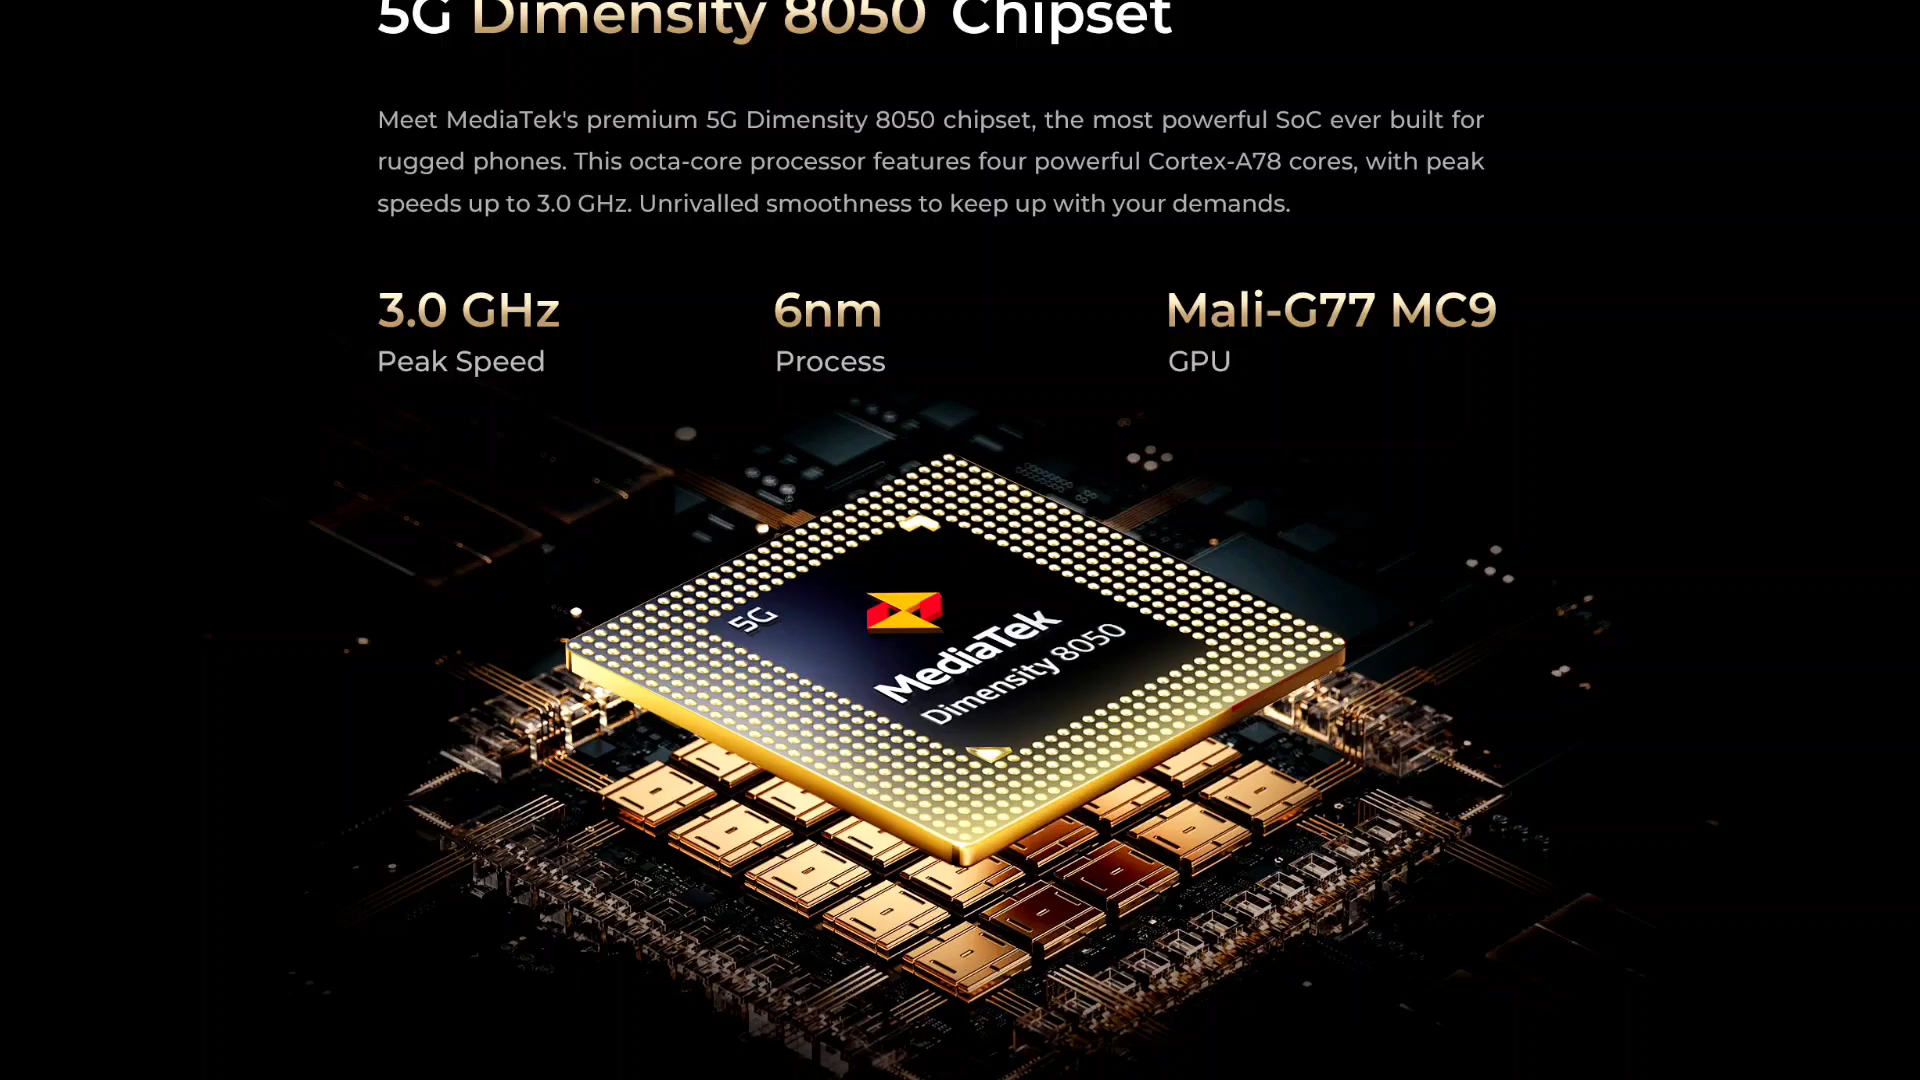 5G Dimensity 8050 Chipset
Meet MediaTek's premium 5G Dimensity 8050 chipset, the most powerful SoC ever built for
rugged phones. This octa-core processor features four powerful Cortex-A78 cores, with peak
speeds up to 3.0 GHz. Unrivalled smoothness to keep up with your demands.
3.0 GHz
Peak Speed
6nm
Process
Mali-G77 MC9
GPU
5G
MediaTek
Dimensity 8050